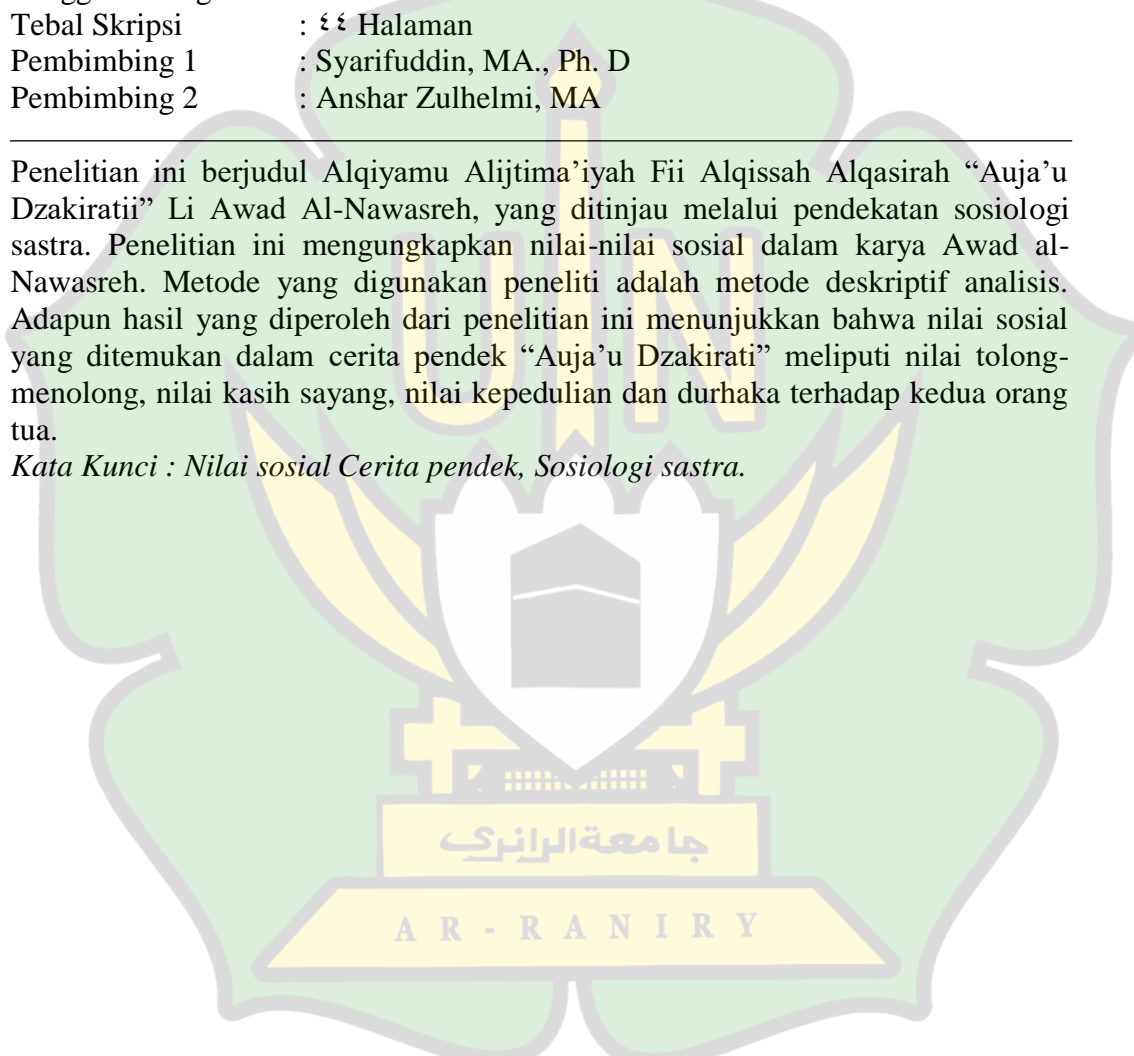 Tebal Skripsi : ٤٤ Halaman
Pembimbing 1 : Syarifuddin, MA., Ph. D
Pembimbing 2 : Anshar Zulhelmi, MA
Penelitian ini berjudul Alqiyamu Alijtima’iyah Fii Alqissah Alqasirah “Auja’u
Dzakiratii” Li Awad Al-Nawasreh, yang ditinjau melalui pendekatan sosiologi
sastra. Penelitian ini mengungkapkan nilai-nilai sosial dalam karya Awad al-
Nawasreh. Metode yang digunakan peneliti adalah metode deskriptif analisis.
Adapun hasil yang diperoleh dari penelitian ini menunjukkan bahwa nilai sosial
yang ditemukan dalam cerita pendek “Auja’u Dzakirati” meliputi nilai tolong-
menolong, nilai kasih sayang, nilai kepedulian dan durhaka terhadap kedua orang
tua.
Kata Kunci : Nilai sosial Cerita pendek, Sosiologi sastra.
UIN
جامعةالرانري
AR-RANIRY